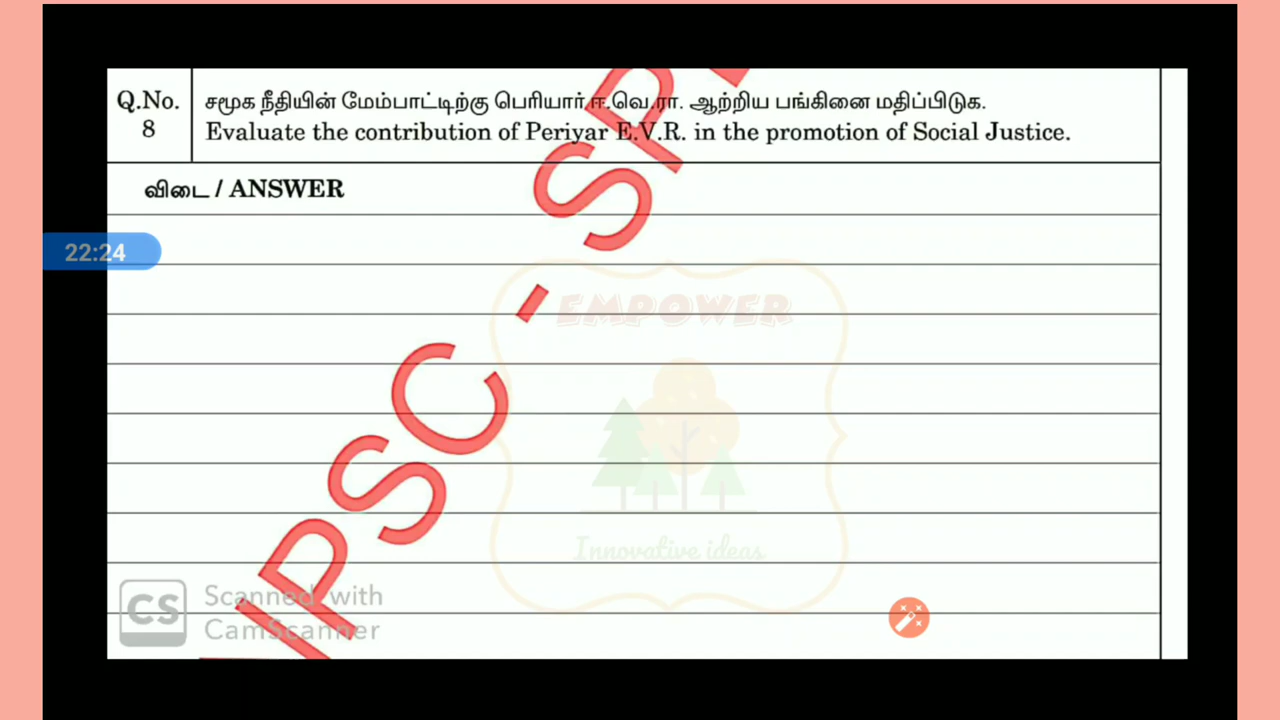 Q.No.
8
சமூக நீதியின் மேம்பாட்டிற்கு பெரியார் ஈ.வெ.ரா. ஆற்றிய பங்கினை மதிப்பிடுக.
Evaluate the contribution of Periyar E.V.R. in the promotion of Social Justice.
விடை / ANSWER
22:24
EMPOWER
Innovative ideas
PSC -
CS
Scanned with
CamScanner